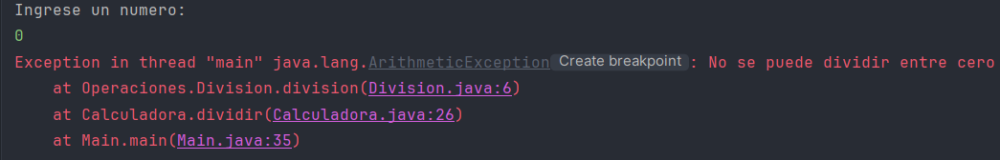 Ingrese un numero:
0
Exception in thread "main" java.lang.ArithmeticException Create breakpoint : No se puede dividir entre cero
    at Operaciones.Division.division(Division.java:6)
    at Calculadora.dividir(Calculadora.java:26)
    at Main.main(Main.java:35)